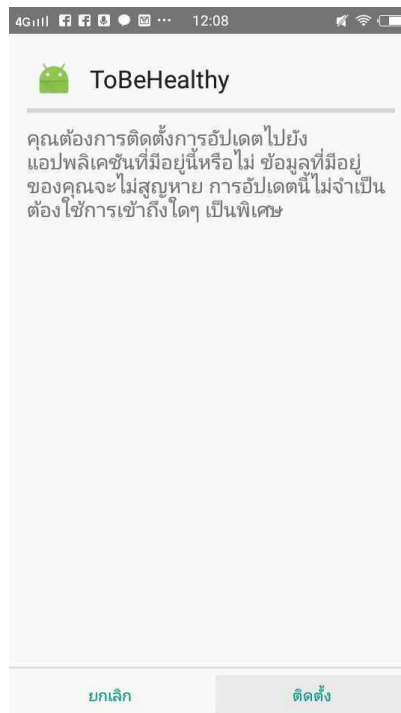 4G 12:08
ToBeHealthy
คุณต้องการติดตั้งการอัปเดตไปยัง
แอปพลิเคชันที่มีอยู่นี้หรือไม่ ข้อมูลที่มีอยู่
ของคุณจะไม่สูญหาย การอัปเดตนี้ไม่จำเป็น
ต้องใช้การเข้าถึงใดๆ เป็นพิเศษ
ยกเลิก ติดตั้ง